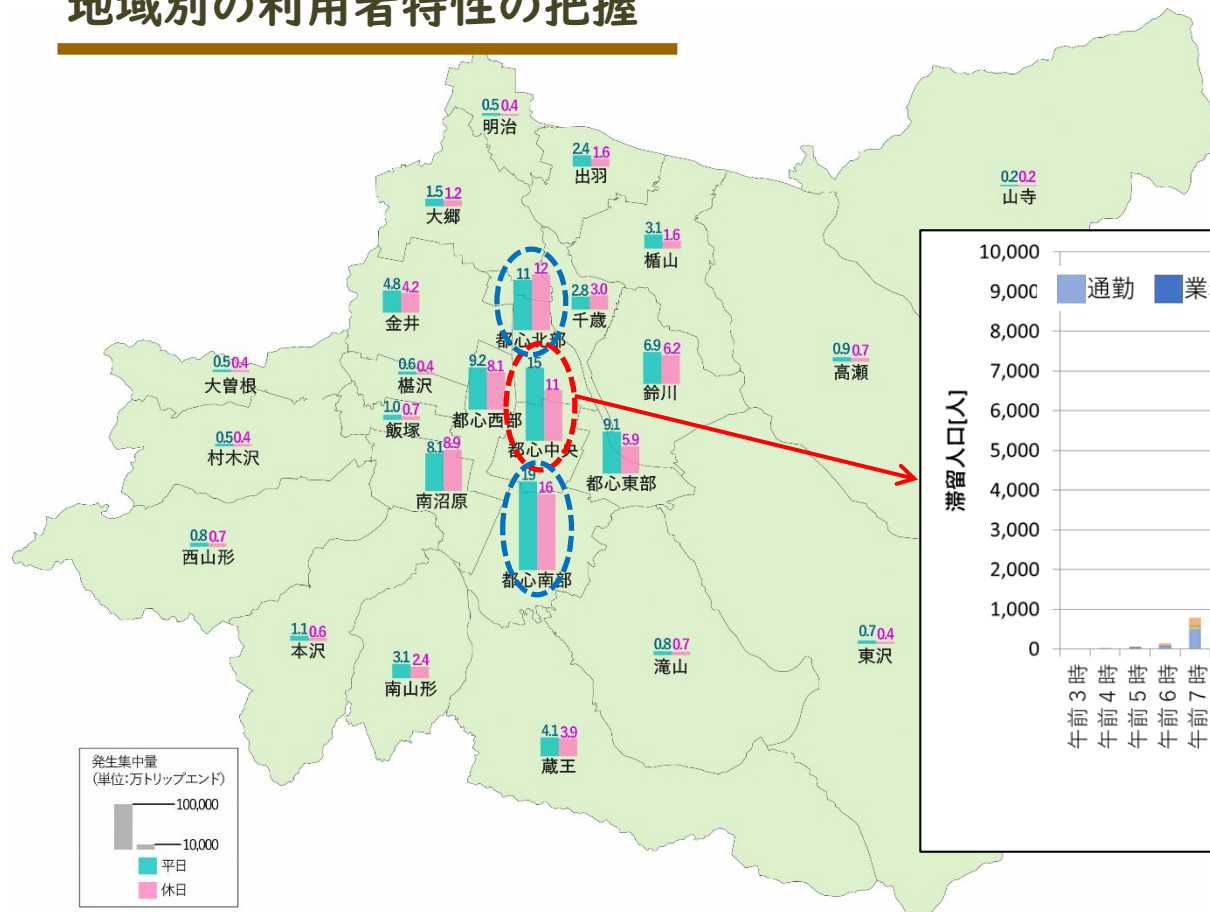 地域別の利用者特性の把握
0.5 0.4
明治
2.4 1.6
出羽
0.2 0.2
山寺
1.5 1.2
大郷
3.1 1.6
楯山
4.8 4.2
金井
11 12
都心北部
2.8 3.0
千歳
6.9 6.2
鈴川
0.9 0.7
高瀬
0.5 0.4
大曽根
0.6 0.4
椹沢
9.2 8.1
都心西部
15 11
都心中央
1.0 0.7
飯塚
9.1 5.9
都心東部
0.5 0.4
村木沢
8.1 8.9
南沼原
19 16
都心南部
0.8 0.7
西山形
1.1 0.6
本沢
3.1 2.4
南山形
0.8 0.7
滝山
0.7 0.4
東沢
4.1 3.9
蔵王
発生集中量
(単位:万トリップエンド)
100,000
10,000
平日
休日
通勤 業
滞留人口[人]
10,000
9,000
8,000
7,000
6,000
5,000
4,000
3,000
2,000
1,000
0
午前3時
午前4時
午前5時
午前6時
午前7時